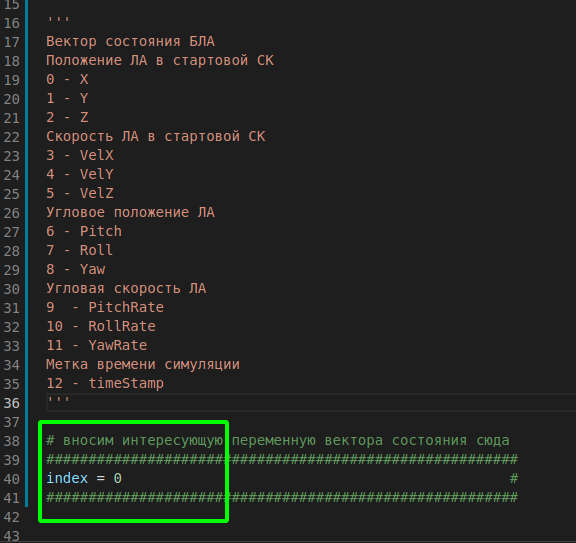 15
16 '''
17 Вектор состояния БЛА
18 Положение ЛА в стартовой СК
19 0 - X
20 1 - Y
21 2 - Z
22 Скорость ЛА в стартовой СК
23 3 - VelX
24 4 - VelY
25 5 - VelZ
26 Угловое положение ЛА
27 6 - Pitch
28 7 - Roll
29 8 - Yaw
30 Угловая скорость ЛА
31 9  - PitchRate
32 10 - RollRate
33 11 - YawRate
34 Метка времени симуляции
35 12 - timeStamp
36 '''
37
38 # вносим интересующую переменную вектора состояния сюда
39 ########################################################
40 index = 0                                              #
41 ########################################################
42
43